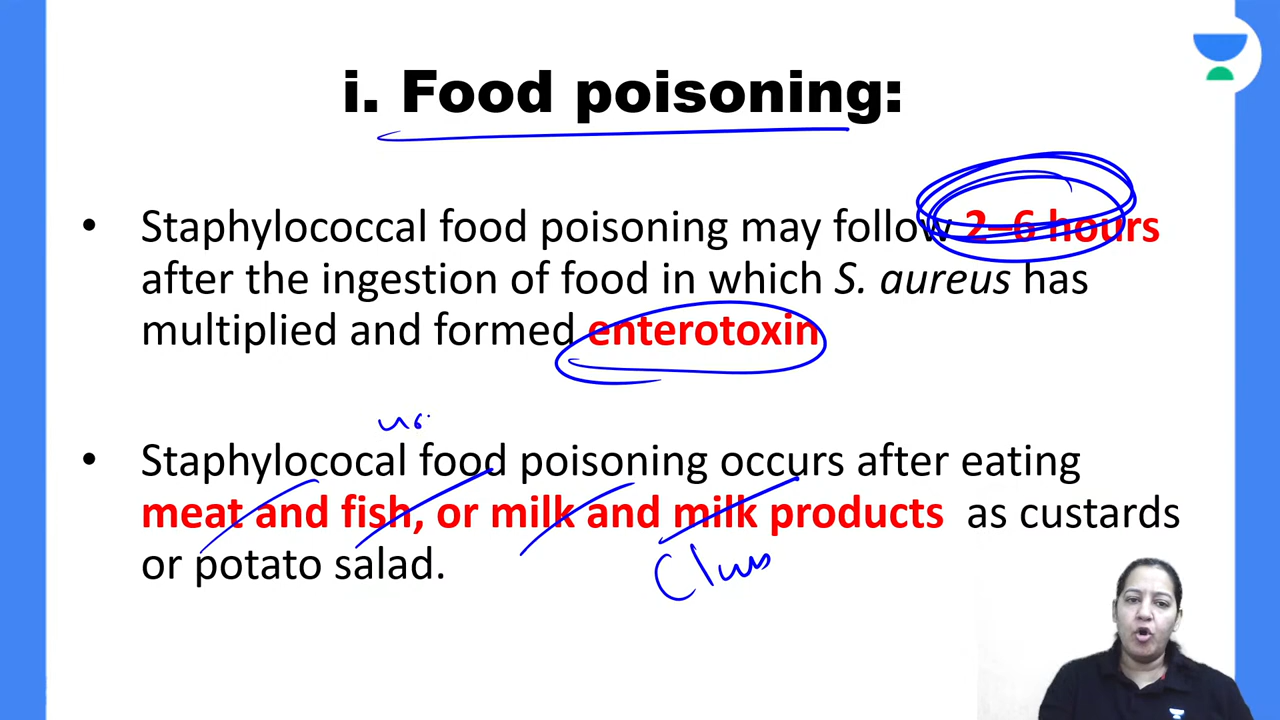 i. Food poisoning:
• Staphylococcal food poisoning may follow 2–6 hours
after the ingestion of food in which S. aureus has
multiplied and formed enterotoxin
• Staphylococal food poisoning occurs after eating
meat and fish, or milk and milk products as custards
or potato salad.